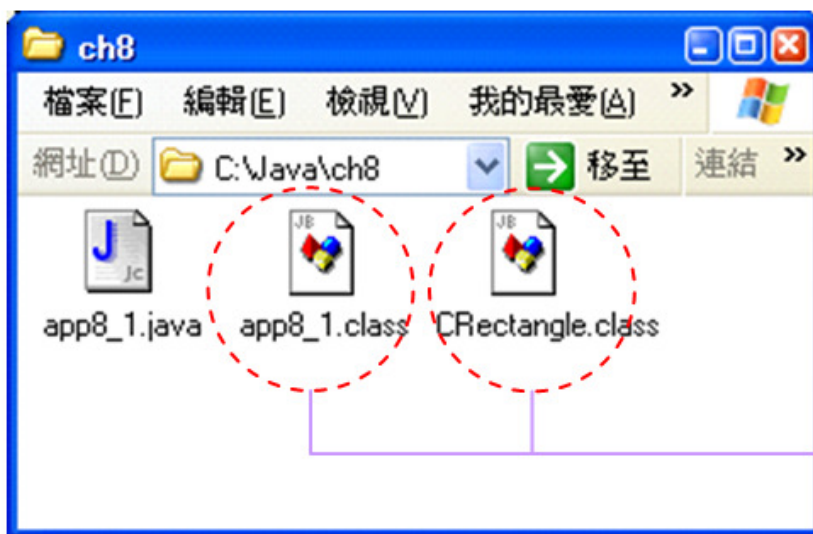 ch8
檔案(F) 編輯(E) 檢視(V) 我的最愛(A) »
網址(D) C:\Java\ch8 移至 連結 »
J Jc JB JB
app8_1.java app8_1.class CRectangle.class